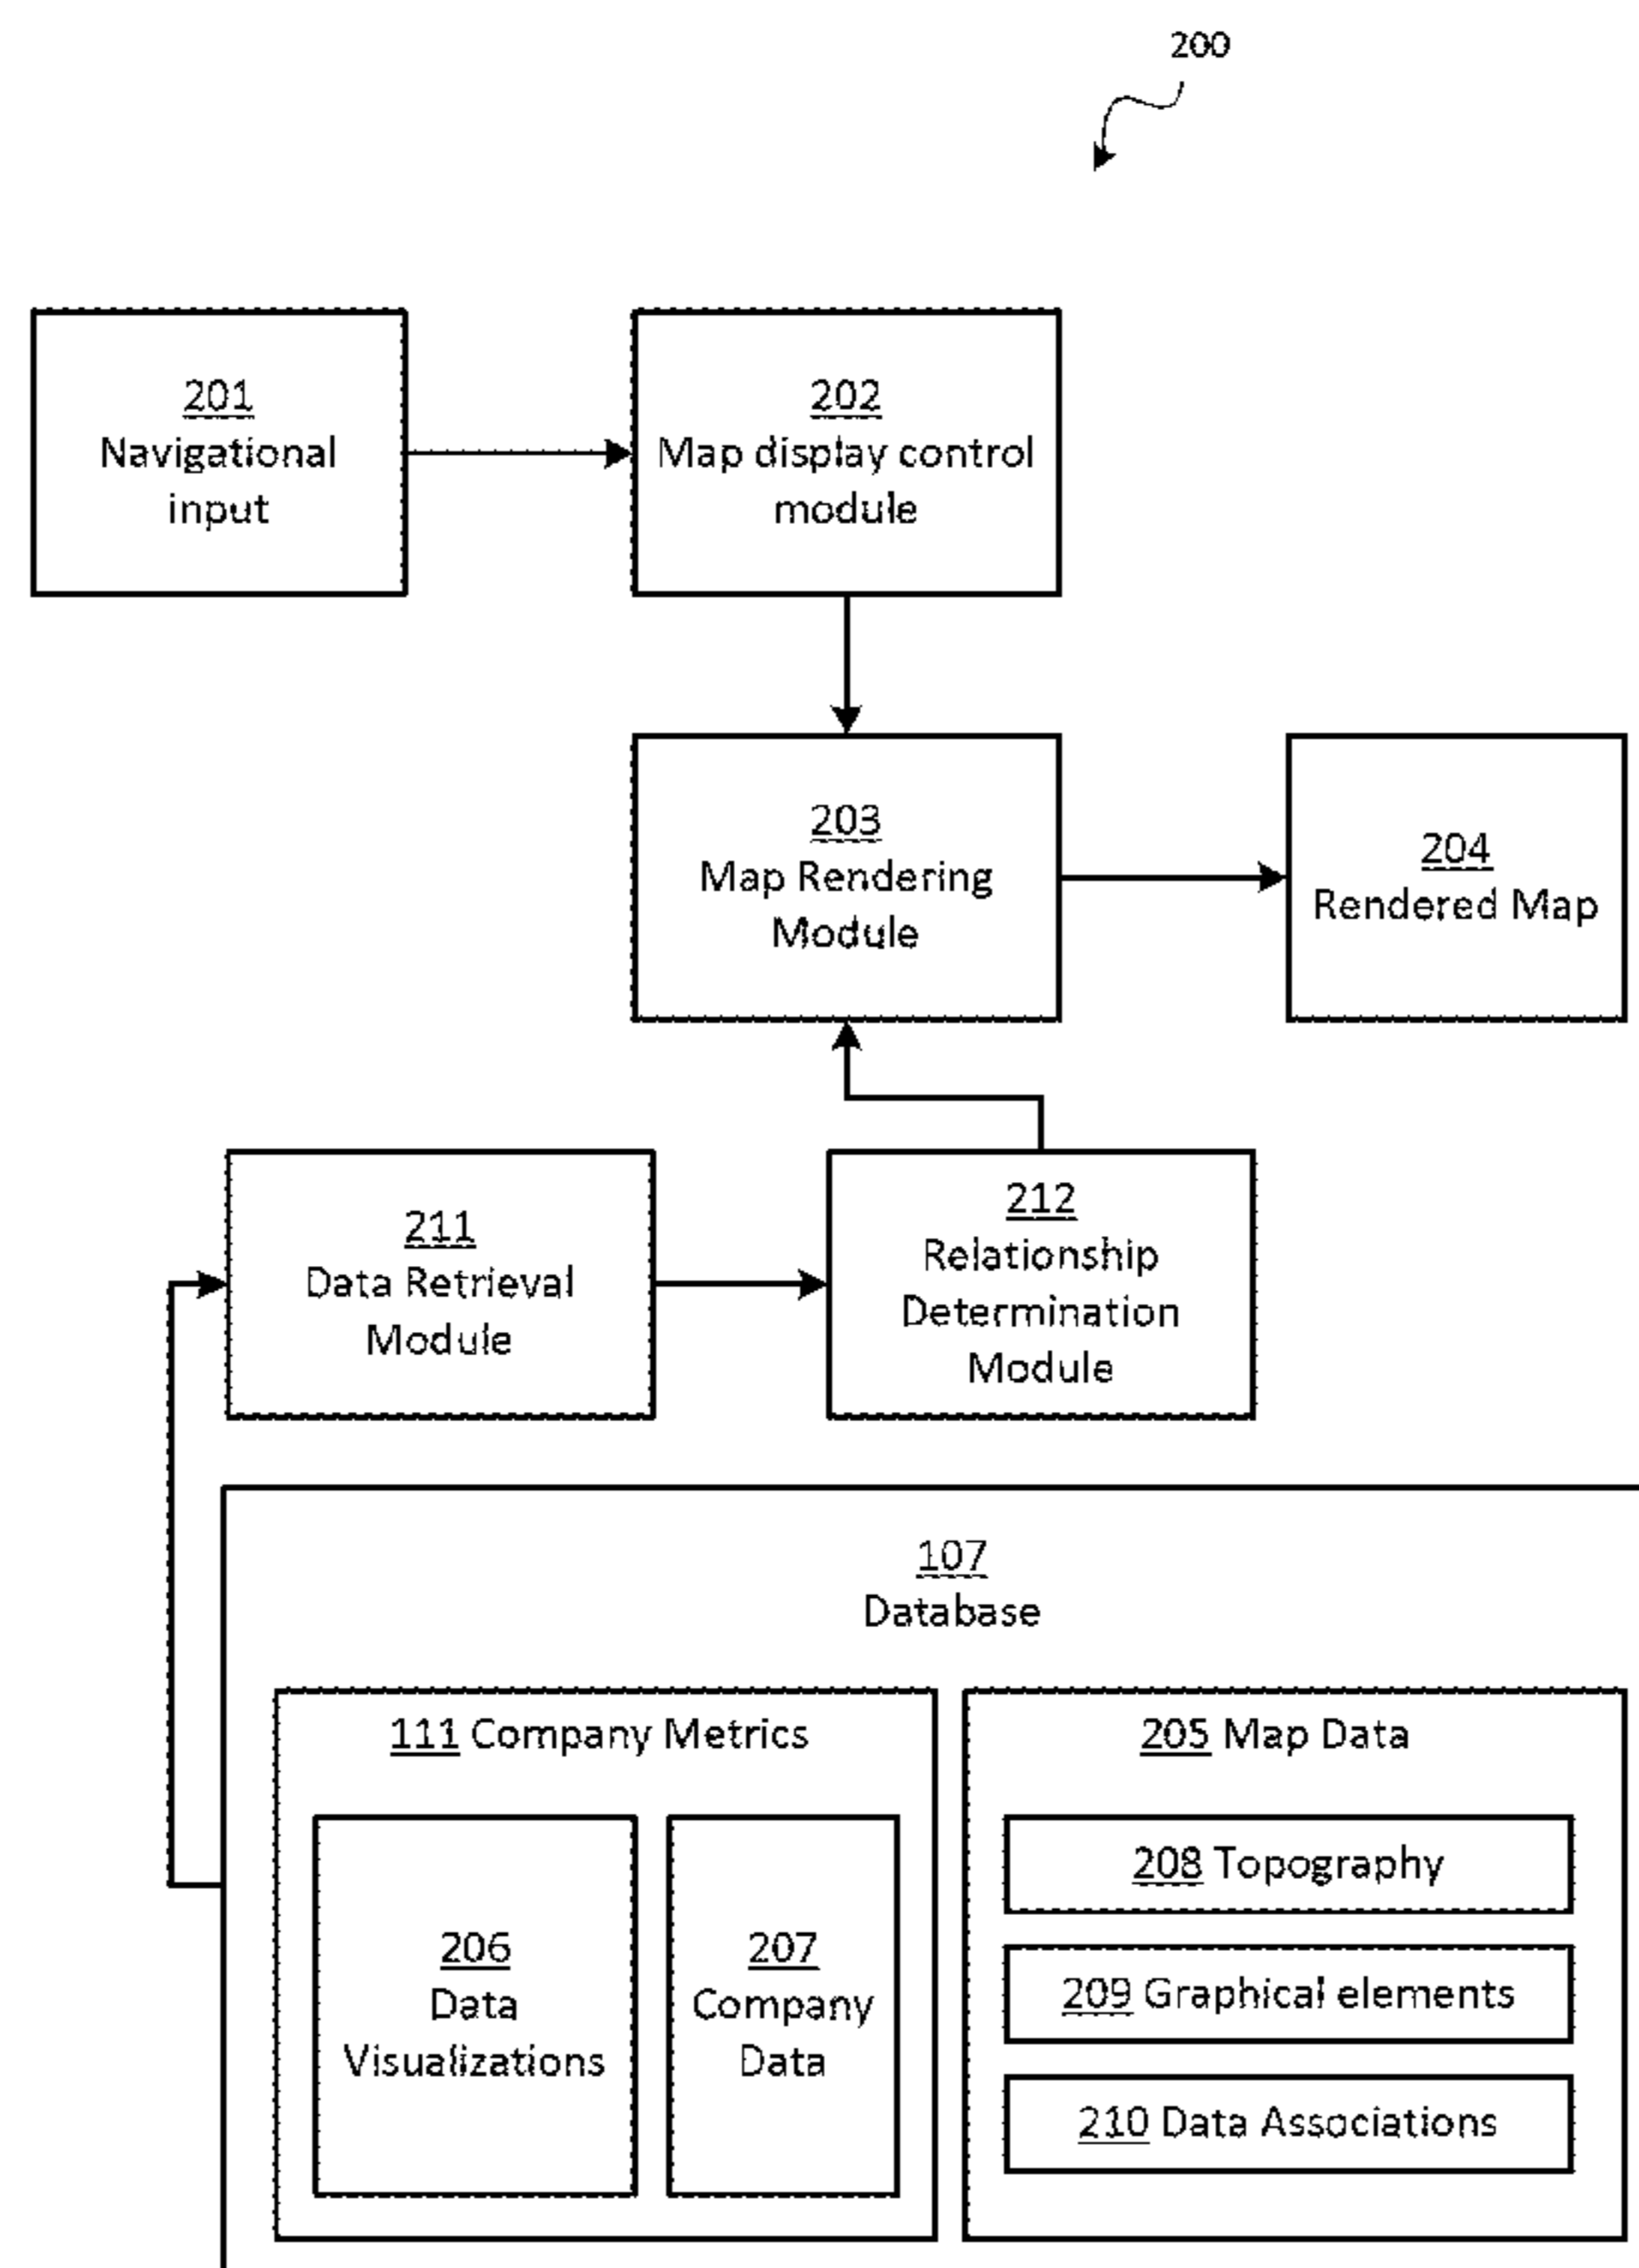 200
201
Navigational
input
202
Map display control
module
203
Map Rendering
Module
204
Rendered Map
211
Data Retrieval
Module
212
Relationship
Determination
Module
107
Database
111 Company Metrics
206
Data
Visualizations
207
Company
Data
205 Map Data
208 Topography
209 Graphical elements
210 Data Associations